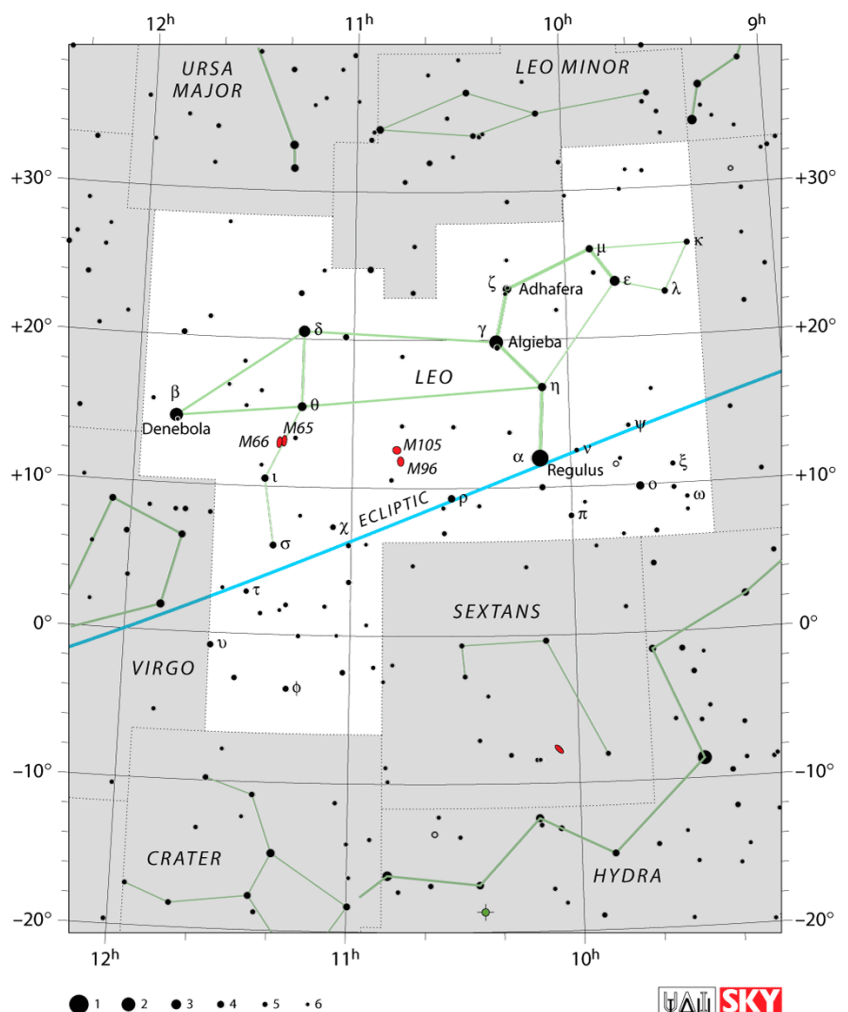 12h 11h 10h 9h
URSA
MAJOR
LEO MINOR
+30° +30°
μ κ
ζ Adhafera ε λ
+20° δ +20°
γ Algieba
LEO
β θ η
Denebola
M66 M65
M105
M96
ψ
α Regulus ν ξ
+10° ι +10°
ο ω
ECLIPTIC ρ π
χ
σ
τ
SEXTANS
0° 0°
υ
VIRGO
φ
−10° −10°
CRATER
HYDRA
−20° −20°
12h 11h 10h
1 2 3 4 5 6
IAU SKY